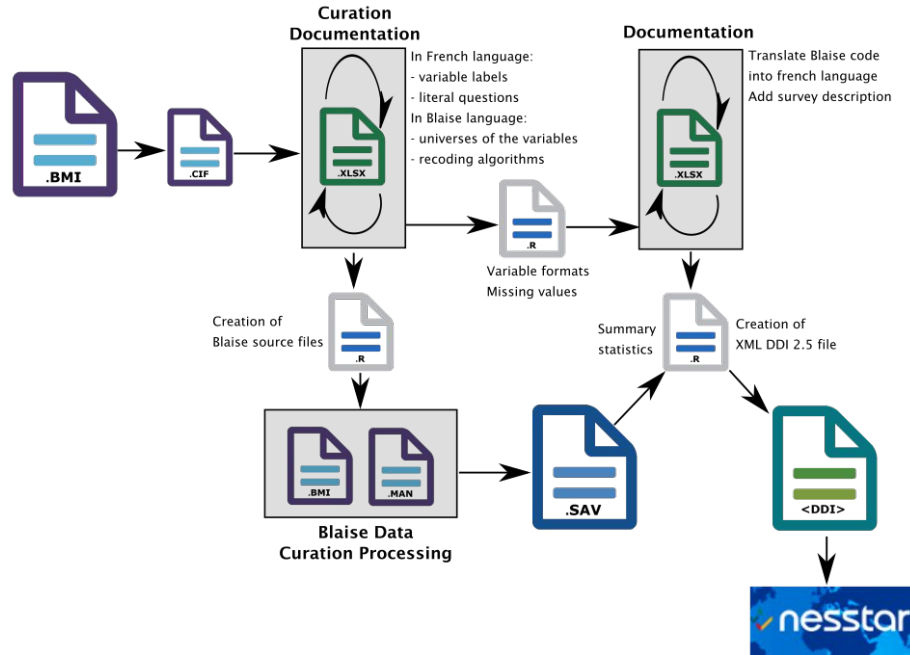 Curation
Documentation
In French language:
- variable labels
- literal questions
In Blaise language:
- universes of the variables
- recoding algorithms
Documentation
Translate Blaise code
into french language
Add survey description
.BMI
.CIF
.XLSX
.XLSX
.R
Variable formats
Missing values
Creation of
Blaise source files
.R
Summary
statistics
.R
Creation of
XML DDI 2.5 file
.BMI
.MAN
Blaise Data
Curation Processing
.SAV
<DDI>
nesstar